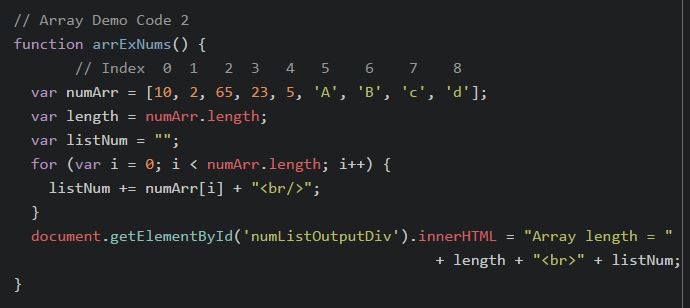 // Array Demo Code 2
function arrExNums() {
// Index 0 1 2 3 4 5 6 7 8
var numArr = [10, 2, 65, 23, 5, 'A', 'B', 'c', 'd'];
var length = numArr.length;
var listNum = "";
for (var i = 0; i < numArr.length; i++) {
listNum += numArr[i] + "<br/>";
}
document.getElementById('numListOutputDiv').innerHTML = "Array length = "
+ length + "<br>" + listNum;
}